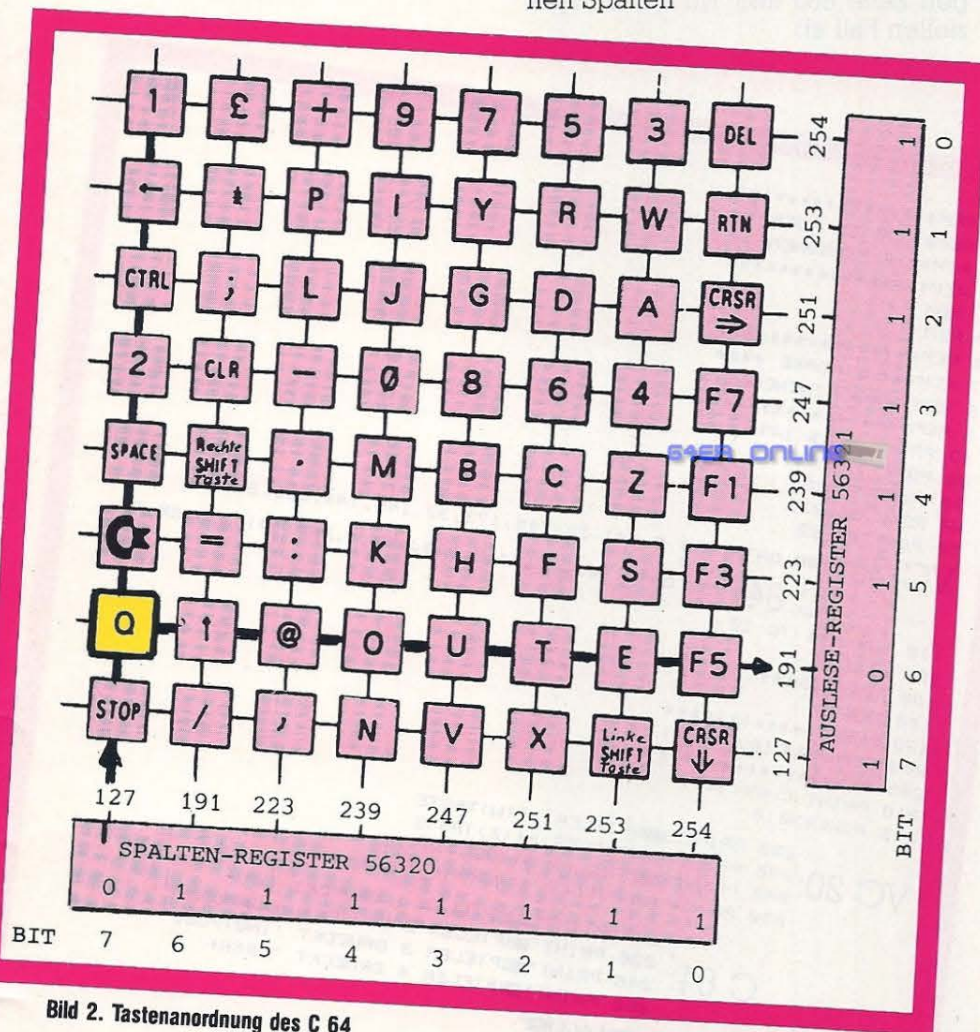 nen Spalten
1 £ + 9 7 5 3 DEL 254 1 0
← * P I Y R W RTN 253 1 1
CTRL ; L J G D A CRSR ⇒ 251 1 2
2 CLR − Ø 8 6 4 F7 247 1 3
SPACE Rechte SHIFT Taste . M B C Z F1 239 1 4
= : K H F S F3 223 1 5
Q ↑ @ O U T E F5 191 0 6
STOP / , N V X Linke SHIFT Taste CRSR ⇓ 127 1 7
AUSLESE-REGISTER 56321
BIT
64ER ONLINE
127 191 223 239 247 251 253 254
SPALTEN-REGISTER 56320
0 1 1 1 1 1 1 1
BIT 7 6 5 4 3 2 1 0
Bild 2. Tastenanordnung des C 64